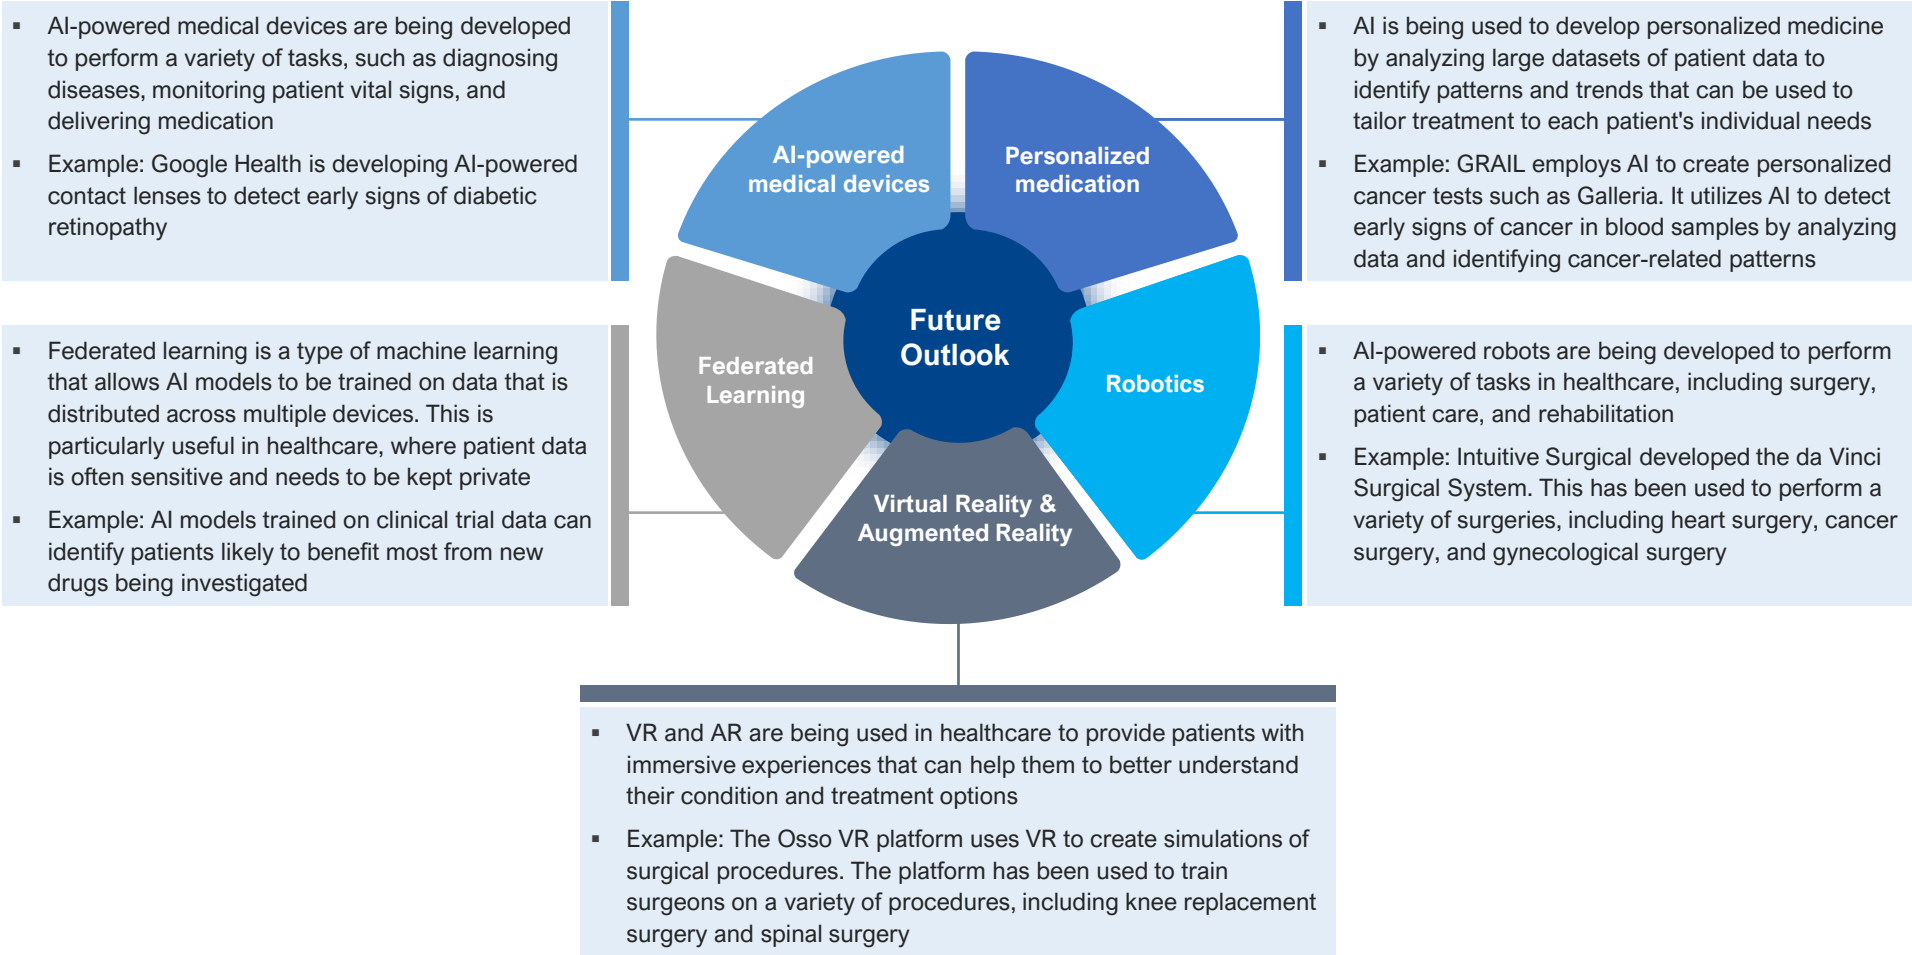 ▪ AI-powered medical devices are being developed
to perform a variety of tasks, such as diagnosing
diseases, monitoring patient vital signs, and
delivering medication
▪ Example: Google Health is developing AI-powered
contact lenses to detect early signs of diabetic
retinopathy
▪ AI is being used to develop personalized medicine
by analyzing large datasets of patient data to
identify patterns and trends that can be used to
tailor treatment to each patient's individual needs
▪ Example: GRAIL employs AI to create personalized
cancer tests such as Galleria. It utilizes AI to detect
early signs of cancer in blood samples by analyzing
data and identifying cancer-related patterns
AI-powered
medical devices
Personalized
medication
Future
Outlook
Federated
Learning
Robotics
Virtual Reality &
Augmented Reality
▪ Federated learning is a type of machine learning
that allows AI models to be trained on data that is
distributed across multiple devices. This is
particularly useful in healthcare, where patient data
is often sensitive and needs to be kept private
▪ Example: AI models trained on clinical trial data can
identify patients likely to benefit most from new
drugs being investigated
▪ AI-powered robots are being developed to perform
a variety of tasks in healthcare, including surgery,
patient care, and rehabilitation
▪ Example: Intuitive Surgical developed the da Vinci
Surgical System. This has been used to perform a
variety of surgeries, including heart surgery, cancer
surgery, and gynecological surgery
▪ VR and AR are being used in healthcare to provide patients with
immersive experiences that can help them to better understand
their condition and treatment options
▪ Example: The Osso VR platform uses VR to create simulations of
surgical procedures. The platform has been used to train
surgeons on a variety of procedures, including knee replacement
surgery and spinal surgery